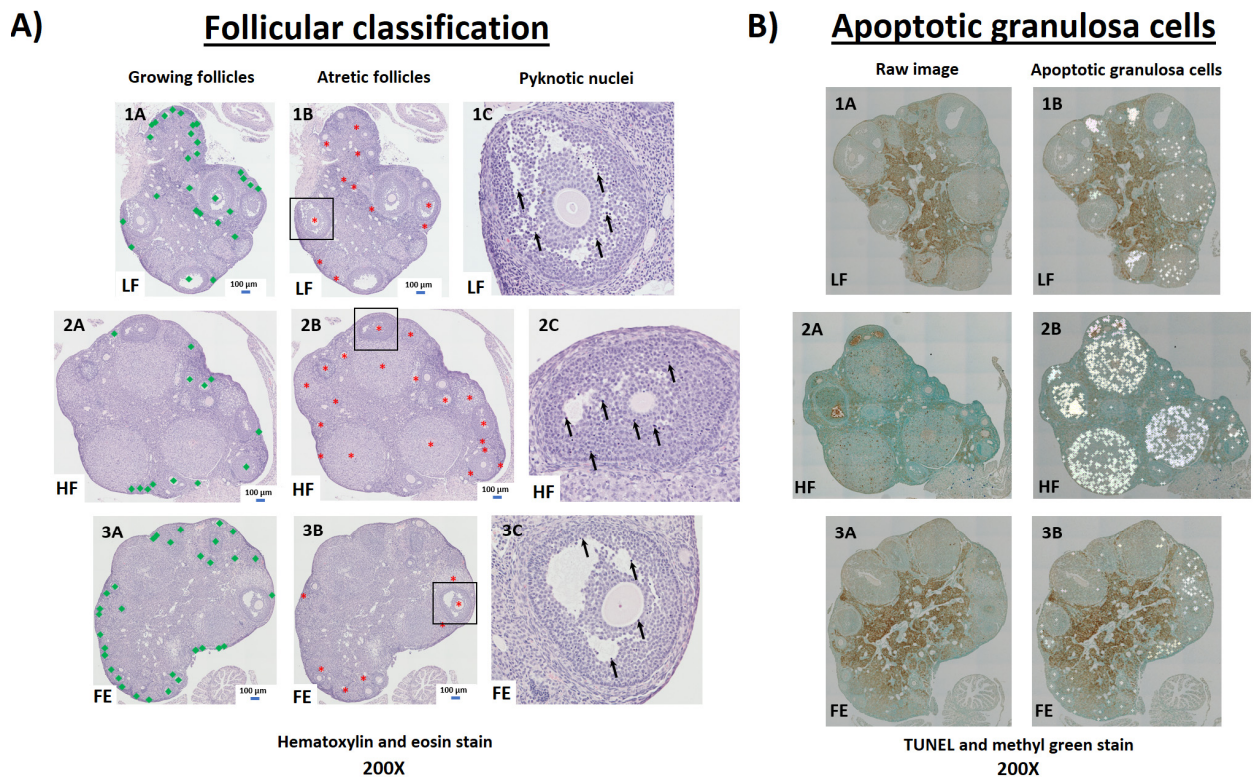 A) Follicular classification
Growing follicles Atretic follicles Pyknotic nuclei
1A 1B 1C
LF 100 µm LF 100 µm LF
2A 2B 2C
HF 100 µm HF 100 µm HF
3A 3B 3C
FE 100 µm FE 100 µm FE
Hematoxylin and eosin stain
200X
B) Apoptotic granulosa cells
Raw image Apoptotic granulosa cells
1A 1B
LF LF
2A 2B
HF HF
3A 3B
FE FE
TUNEL and methyl green stain
200X